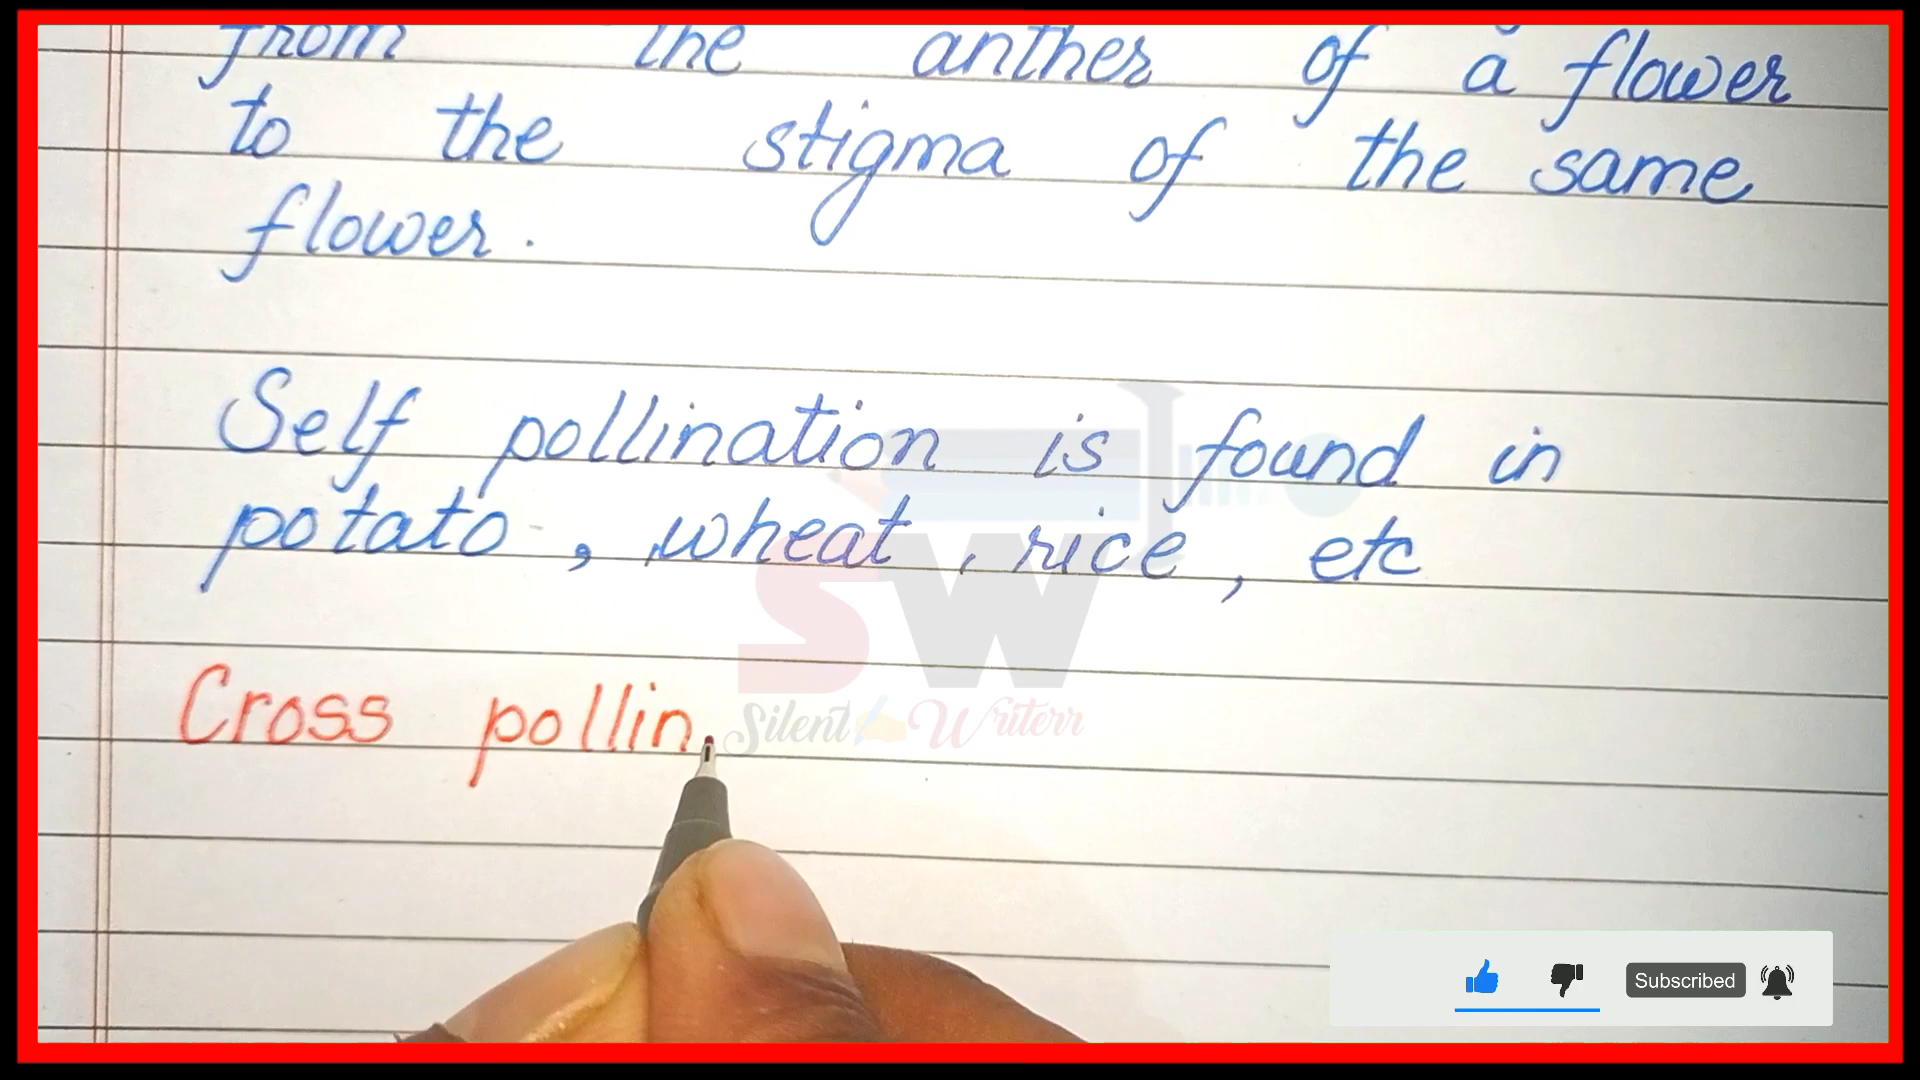 from the anther of a flower
to the stigma of the same
flower.
Self pollination is found in
potato, wheat, rice, etc
Cross pollin
SW
Silent Writerr
Subscribed